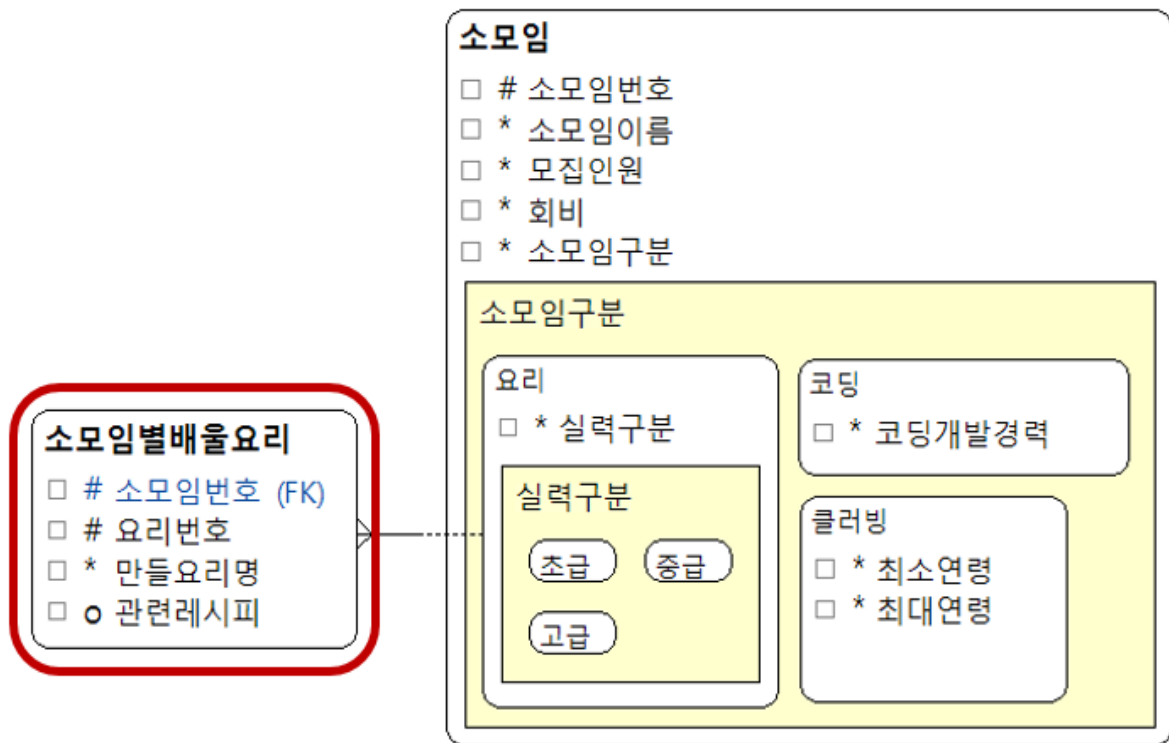 소모임
□ # 소모임번호
□ * 소모임이름
□ * 모집인원
□ * 회비
□ * 소모임구분
소모임구분
요리
□ * 실력구분
실력구분
초급 중급
고급
코딩
□ * 코딩개발경력
클러빙
□ * 최소연령
□ * 최대연령
소모임별배울요리
□ # 소모임번호 (FK)
□ # 요리번호
□ * 만들요리명
□ o 관련레시피